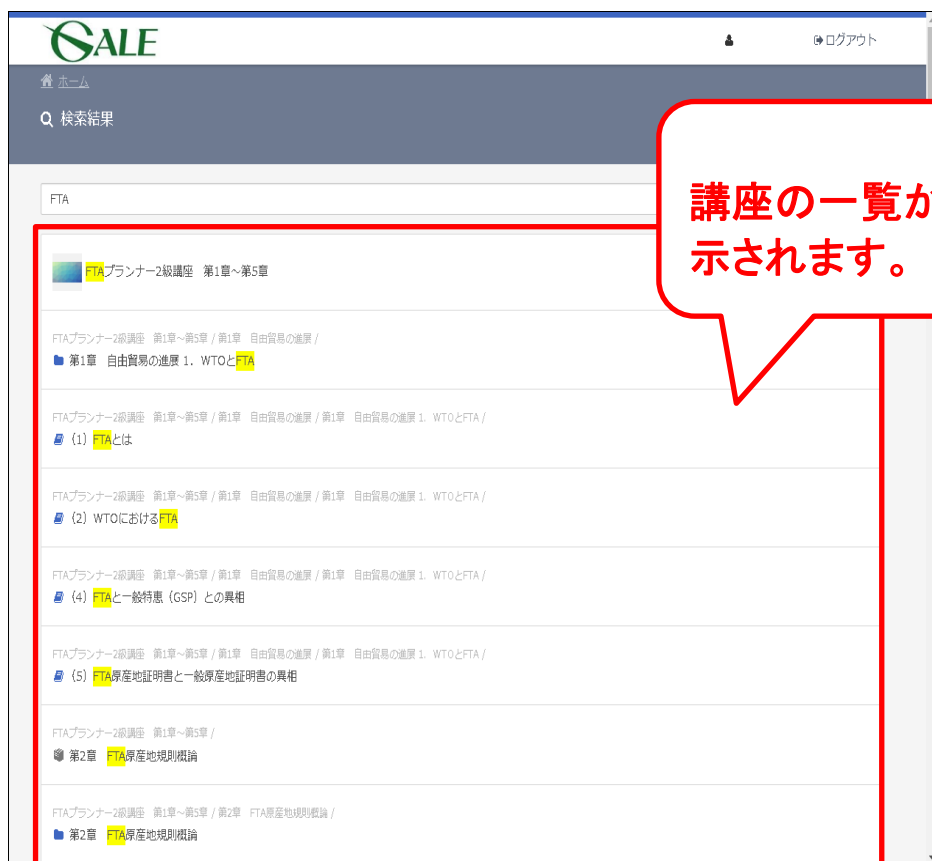 GALE
ログアウト
ホーム
検索結果
FTA
講座の一覧が
示されます。
FTAプランナー2級講座 第1章～第5章
FTAプランナー2級講座 第1章～第5章 / 第1章 自由貿易の進展 /
第1章 自由貿易の進展 1. WTOとFTA
FTAプランナー2級講座 第1章～第5章 / 第1章 自由貿易の進展 / 第1章 自由貿易の進展 1. WTOとFTA /
(1) FTAとは
FTAプランナー2級講座 第1章～第5章 / 第1章 自由貿易の進展 / 第1章 自由貿易の進展 1. WTOとFTA /
(2) WTOにおけるFTA
FTAプランナー2級講座 第1章～第5章 / 第1章 自由貿易の進展 / 第1章 自由貿易の進展 1. WTOとFTA /
(4) FTAと一般特恵（GSP）との異相
FTAプランナー2級講座 第1章～第5章 / 第1章 自由貿易の進展 / 第1章 自由貿易の進展 1. WTOとFTA /
(5) FTA原産地証明書と一般原産地証明書の異相
FTAプランナー2級講座 第1章～第5章 /
第2章 FTA原産地規則概論
FTAプランナー2級講座 第1章～第5章 / 第2章 FTA原産地規則概論 /
第2章 FTA原産地規則概論